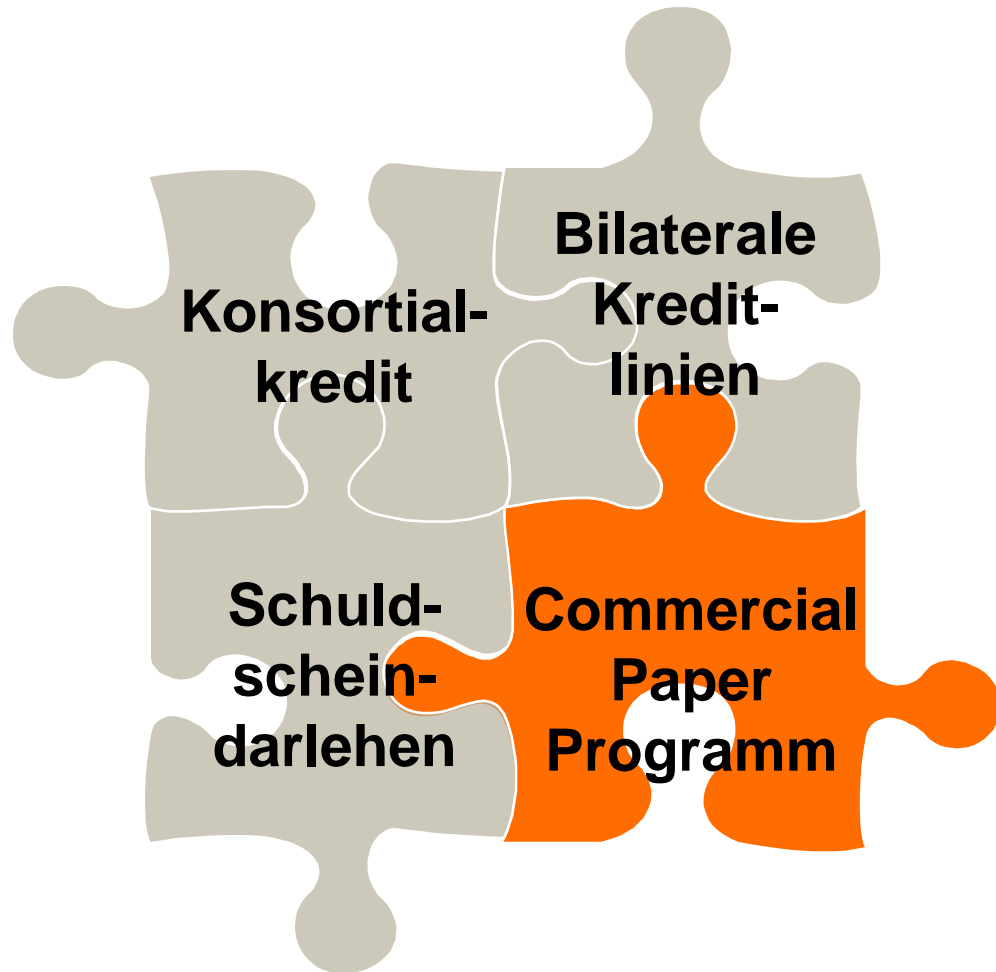 Konsortial-
kredit
Bilaterale
Kredit-
linien
Schuld-
schein-
darlehen
Commercial
Paper
Programm